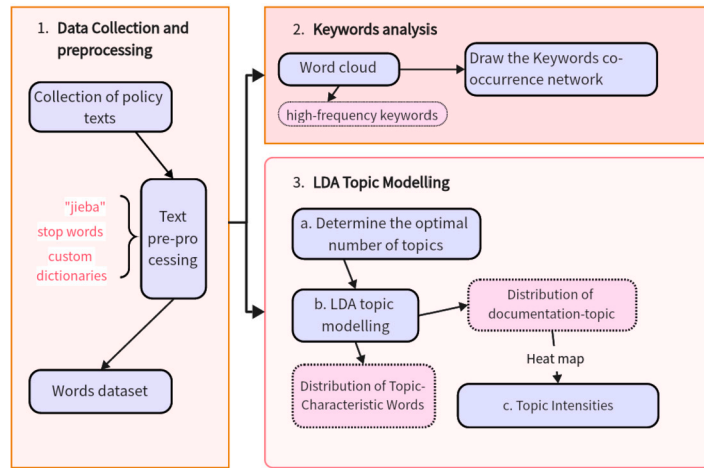 1. Data Collection and
preprocessing
Collection of policy
texts
"jieba"
stop words
custom
dictionaries
Text
pre-pro
cessing
Words dataset
2. Keywords analysis
Word cloud
Draw the Keywords co-
occurrence network
high-frequency keywords
3. LDA Topic Modelling
a. Determine the optimal
number of topics
b. LDA topic
modelling
Distribution of
documentation-topic
Heat map
Distribution of Topic-
Characteristic Words
c. Topic Intensities